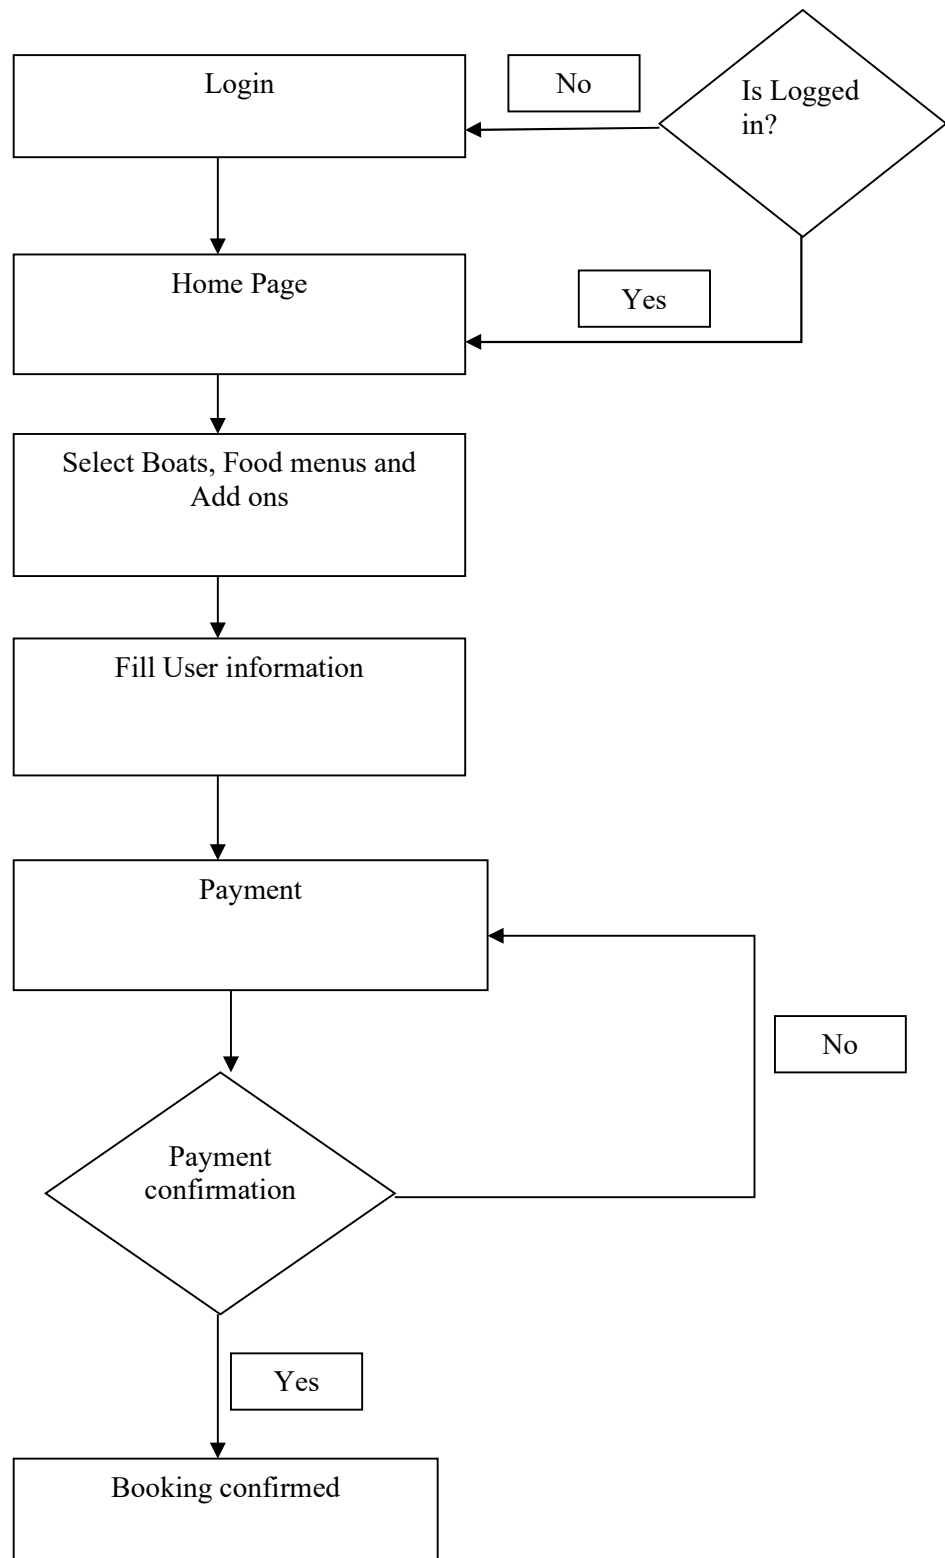 Login
No
Is Logged
in?
Home Page
Yes
Select Boats, Food menus and
Add ons
Fill User information
Payment
No
Payment
confirmation
Yes
Booking confirmed